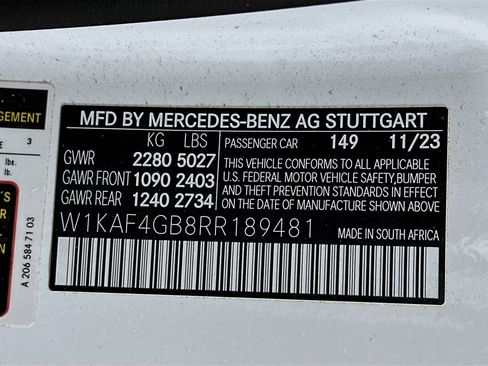 MFD BY MERCEDES-BENZ AG STUTTGART
KG LBS
GVWR 2280 5027
GAWR FRONT 1090 2403
GAWR REAR 1240 2734
PASSENGER CAR 149 11/23
THIS VEHICLE CONFORMS TO ALL APPLICABLE
U.S. FEDERAL MOTOR VEHICLE SAFETY,BUMPER
AND THEFT PREVENTION STANDARDS IN EFFECT
ON THE DATE OF MANUFACTURE SHOWN ABOVE.
W1KAF4GB8RR189481
MADE IN SOUTH AFRICA
3
lbs.
lbs.
A 206 584 71 03